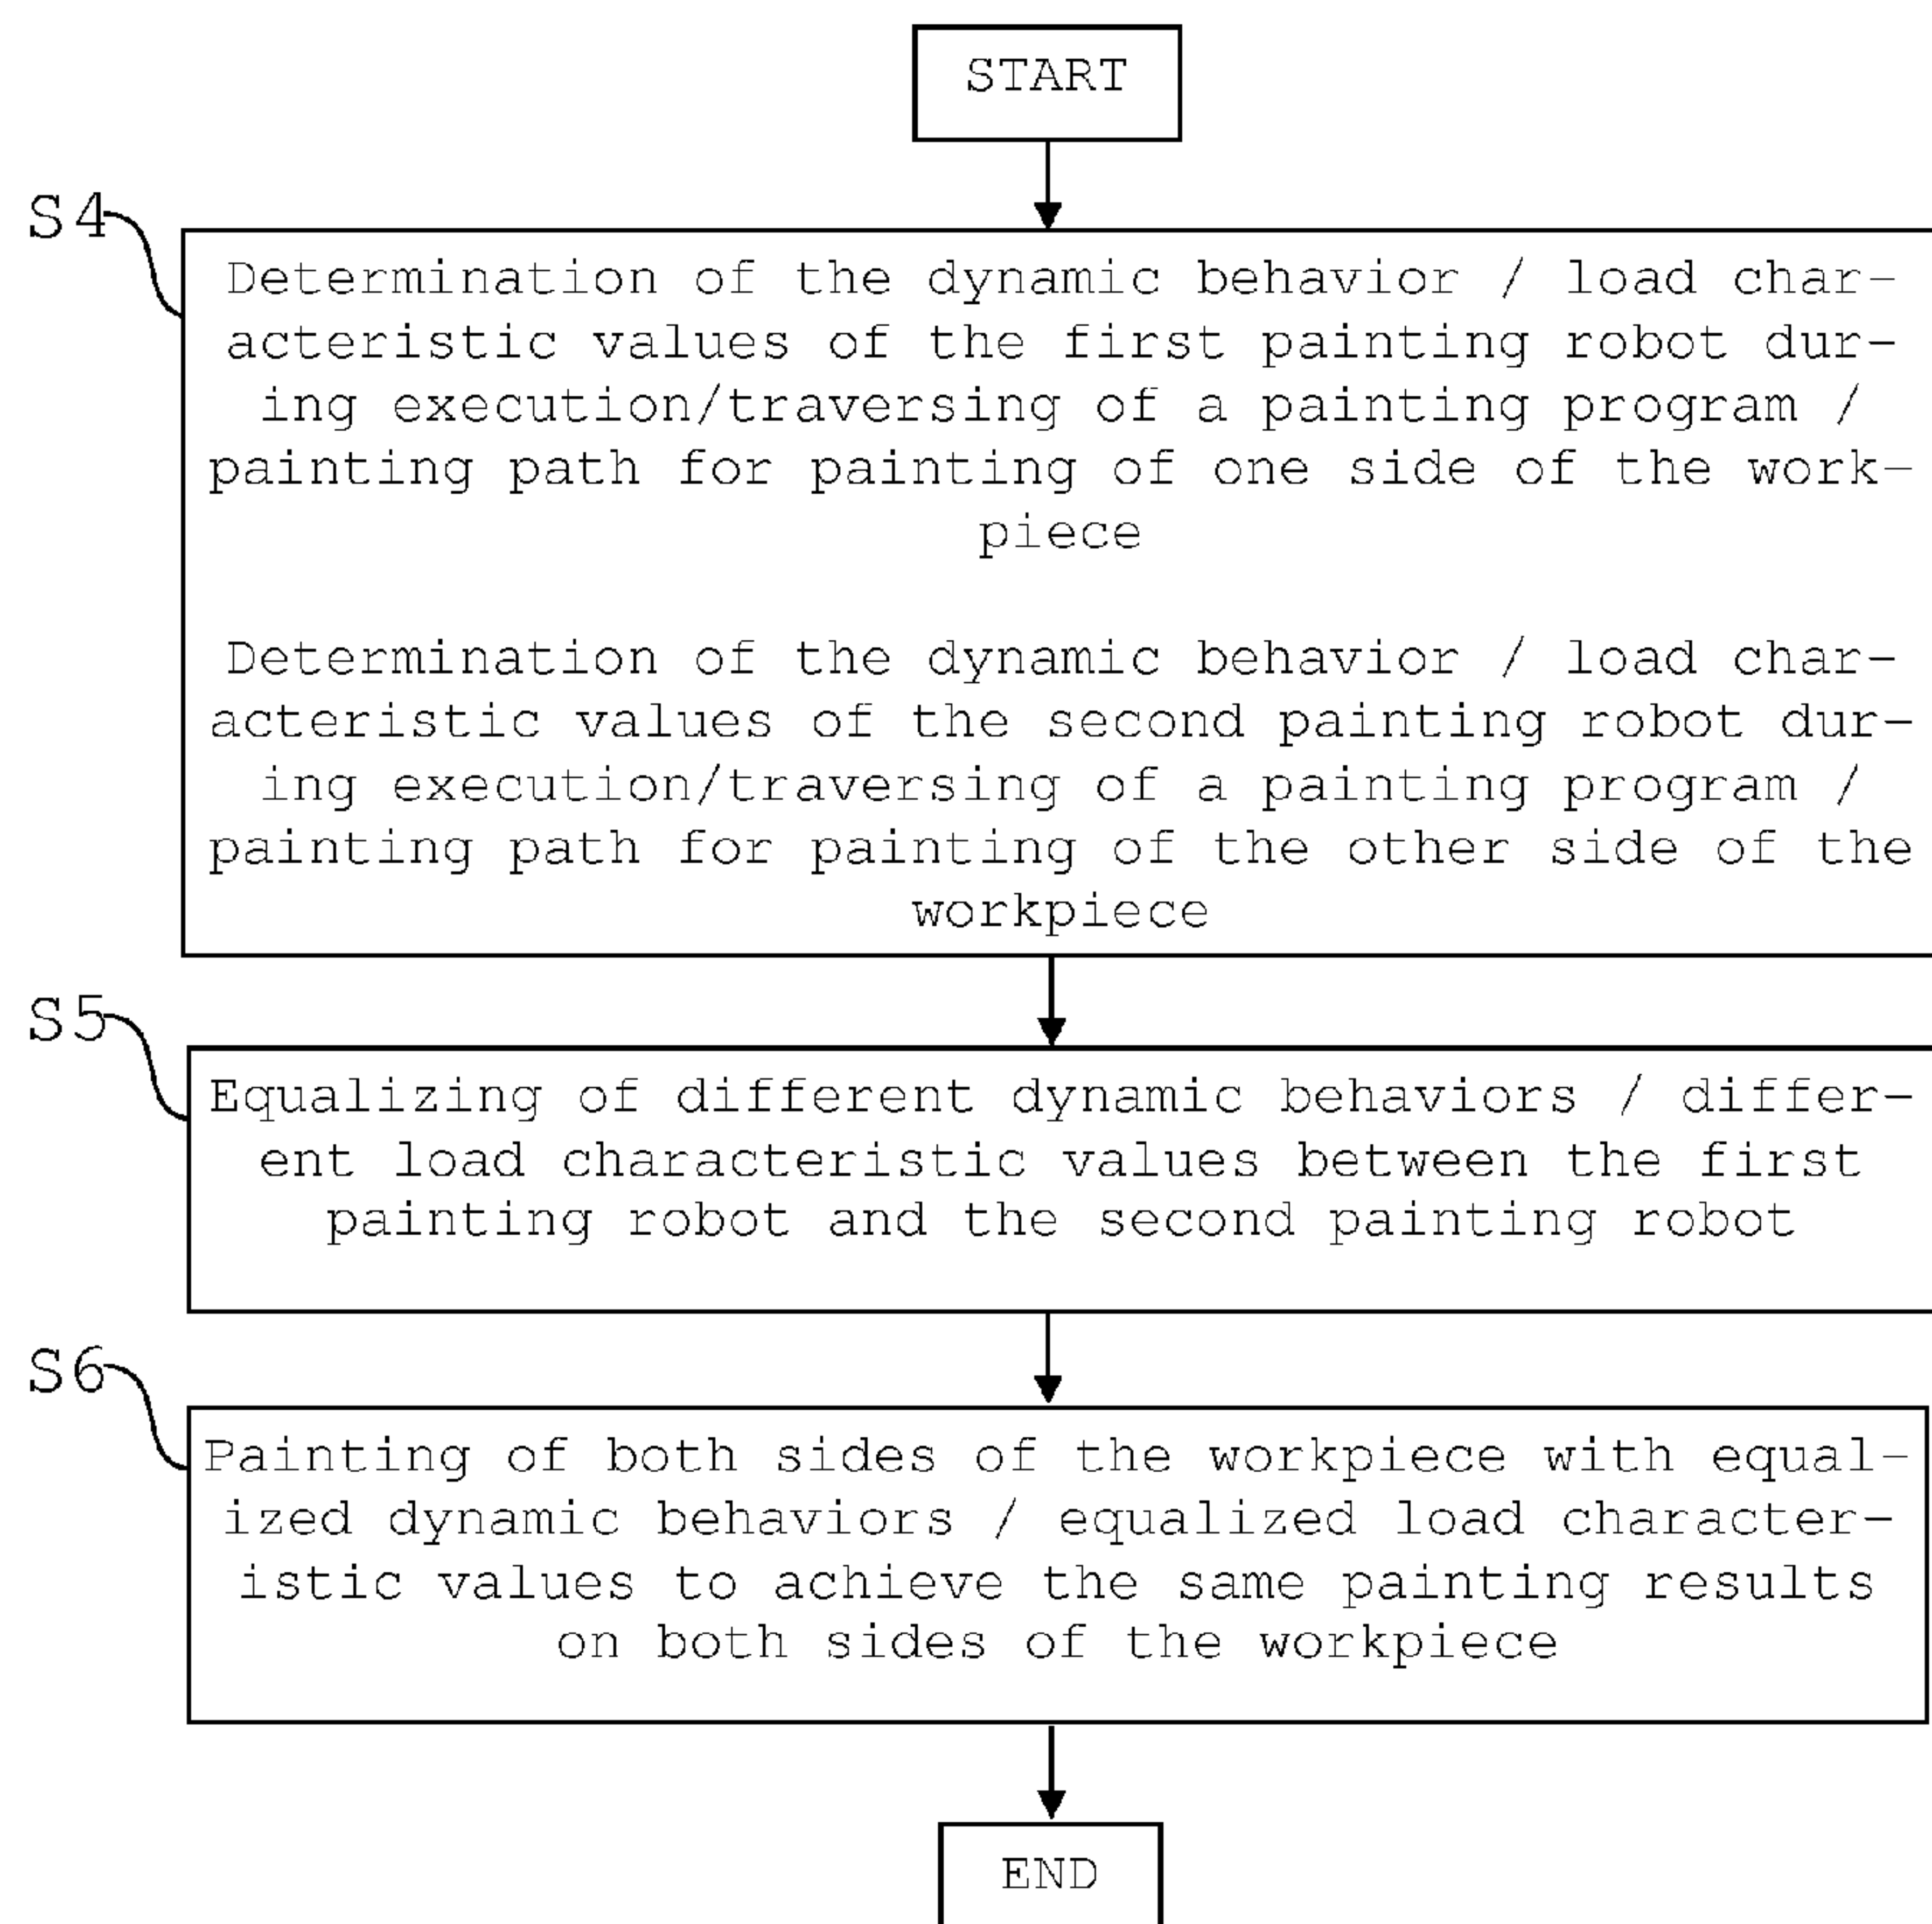 START
S4
Determination of the dynamic behavior / load char-
acteristic values of the first painting robot dur-
ing execution/traversing of a painting program /
painting path for painting of one side of the work-
piece
Determination of the dynamic behavior / load char-
acteristic values of the second painting robot dur-
ing execution/traversing of a painting program /
painting path for painting of the other side of the
workpiece
S5
Equalizing of different dynamic behaviors / differ-
ent load characteristic values between the first
painting robot and the second painting robot
S6
Painting of both sides of the workpiece with equal-
ized dynamic behaviors / equalized load character-
istic values to achieve the same painting results
on both sides of the workpiece
END